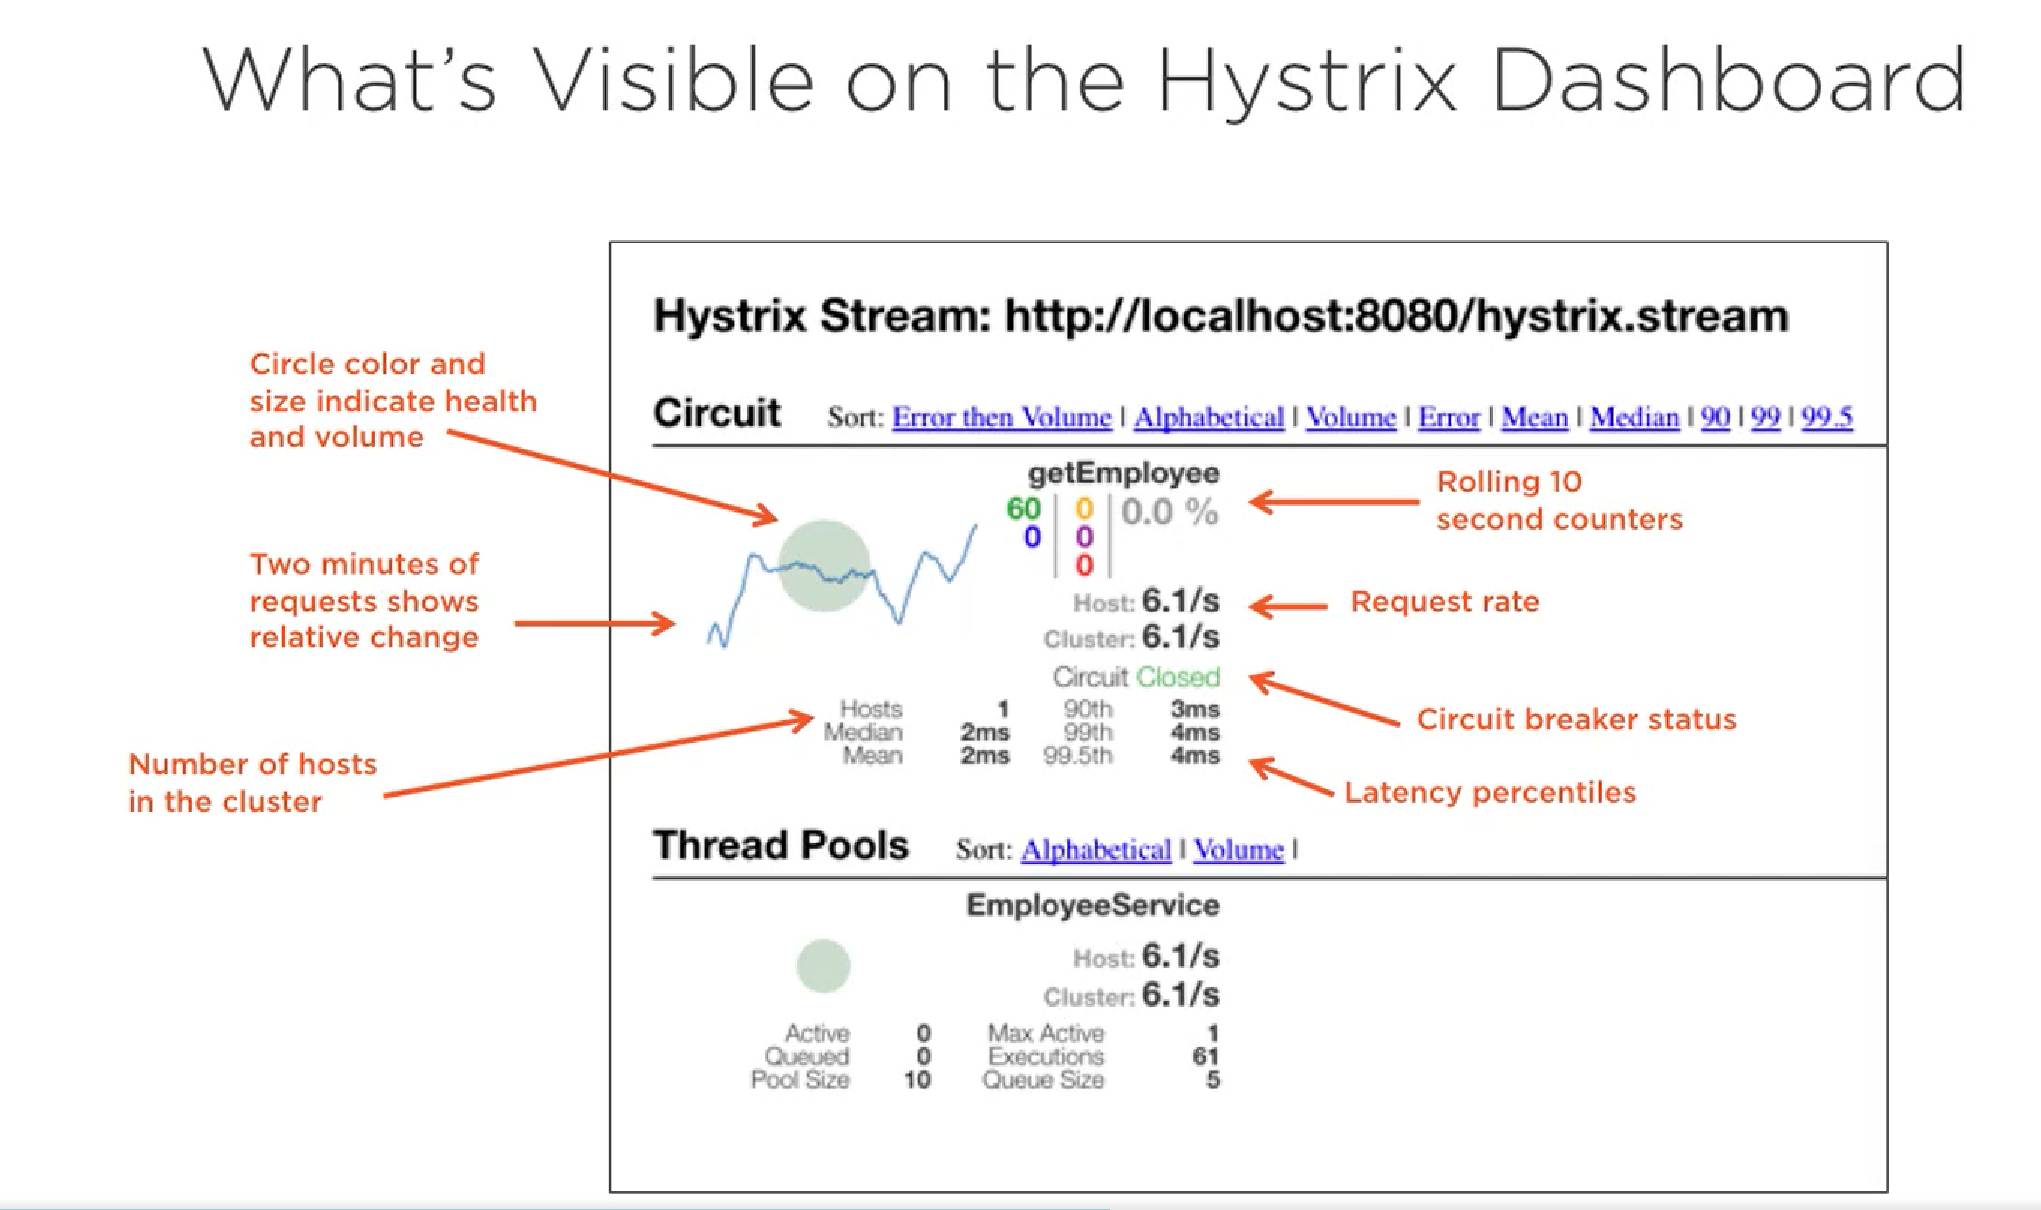 What's Visible on the Hystrix Dashboard
Hystrix Stream: http://localhost:8080/hystrix.stream
Circle color and
size indicate health
and volume
Circuit Sort: Error then Volume | Alphabetical | Volume | Error | Mean | Median | 90 | 99 | 99.5
getEmployee
60 0 0.0 %
0 0
0
Rolling 10
second counters
Two minutes of
requests shows
relative change
Host: 6.1/s
Request rate
Cluster: 6.1/s
Circuit Closed
Circuit breaker status
Hosts 1 90th 3ms
Median 2ms 99th 4ms
Mean 2ms 99.5th 4ms
Number of hosts
in the cluster
Latency percentiles
Thread Pools Sort: Alphabetical | Volume |
EmployeeService
Host: 6.1/s
Cluster: 6.1/s
Active 0 Max Active 1
Queued 0 Executions 61
Pool Size 10 Queue Size 5